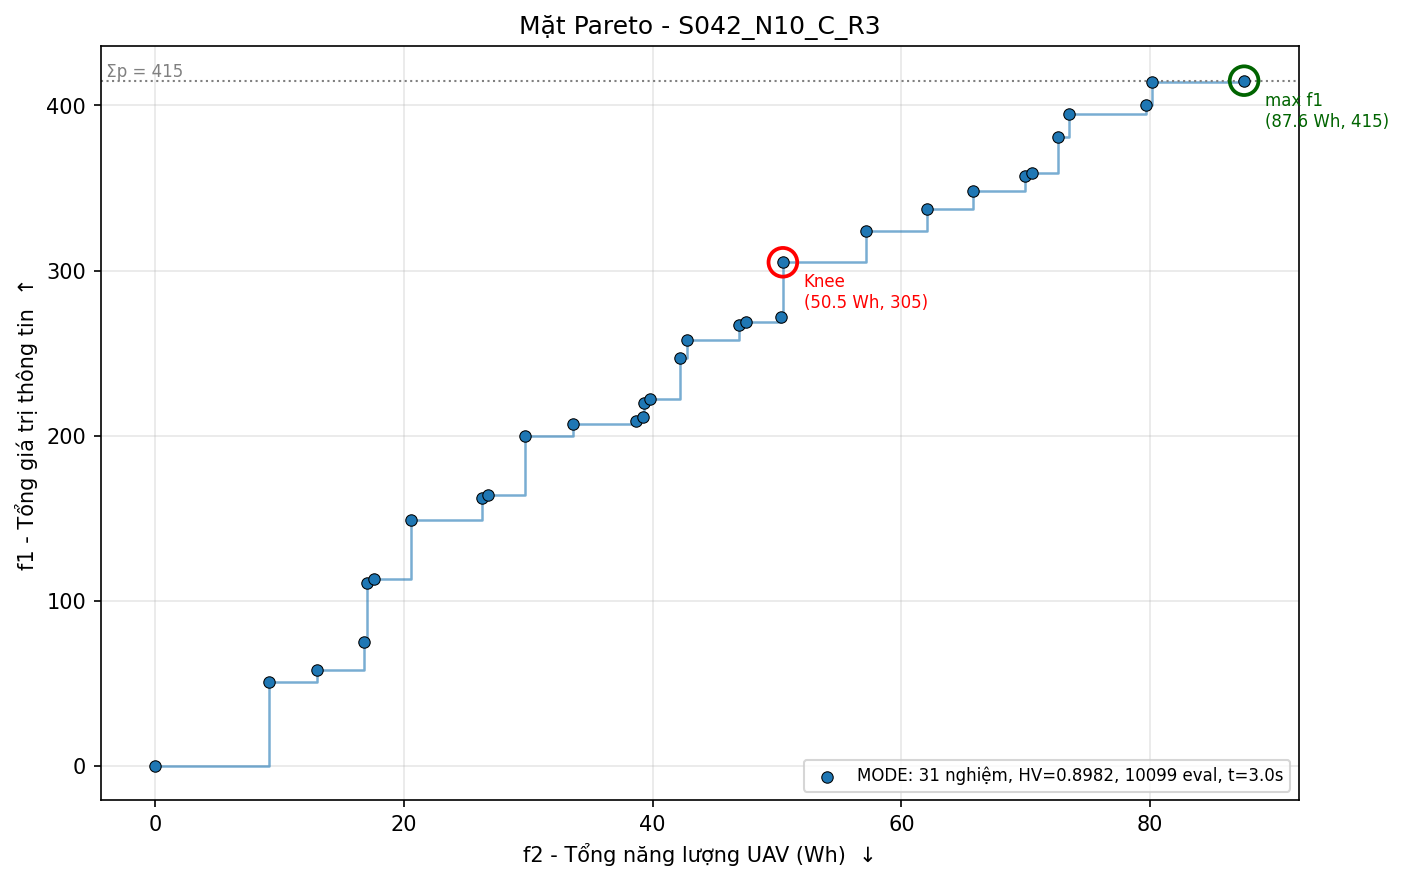 Mặt Pareto - S042_N10_C_R3
Σp = 415
max f1
(87.6 Wh, 415)
Knee
(50.5 Wh, 305)
400
300
200
100
0
f1 - Tổng giá trị thông tin ↑
MODE: 31 nghiệm, HV=0.8982, 10099 eval, t=3.0s
0 20 40 60 80
f2 - Tổng năng lượng UAV (Wh) ↓